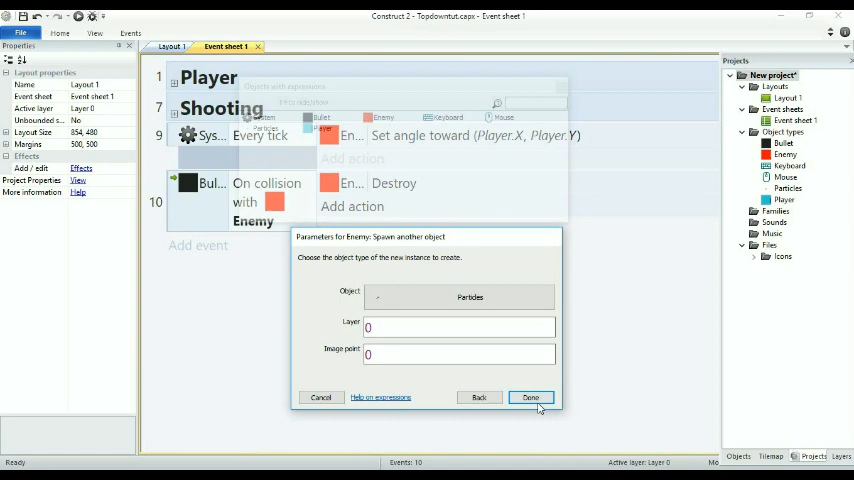 Construct 2 - Topdowntut.capx - Event sheet 1
File
Home
View
Events
Properties
Layout 1
Event sheet 1
Projects
Layout properties
Name Layout 1
Event sheet Event sheet 1
Active layer Layer 0
Unbounded s... No
Layout Size 854, 480
Margins 500, 500
Effects
Add / edit Effects
Project Properties View
More information Help
1 Player
7 Shooting
9 Sys... Every tick En... Set angle toward (Player.X, Player.Y)
Add action
10 Bul... On collision with Enemy En... Destroy
Add action
Add event
Objects with expressions
System Bullet Enemy Keyboard Mouse
Particles Player
Parameters for Enemy: Spawn another object
Choose the object type of the new instance to create.
Object Particles
Layer 0
Image point 0
Cancel Help on expressions Back Done
New project*
Layouts
Layout 1
Event sheets
Event sheet 1
Object types
Bullet
Enemy
Keyboard
Mouse
Particles
Player
Families
Sounds
Music
Files
Icons
Objects Tilemap Projects Layers
Ready
Events: 10
Active layer: Layer 0
Mo